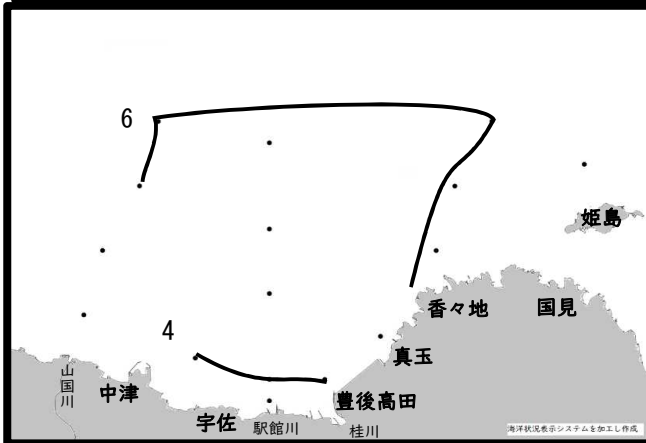 6
姫島
香々地
国見
4
真玉
山国川
中津
豊後高田
宇佐
駅館川
桂川
海洋状況表示システムを加工し作成